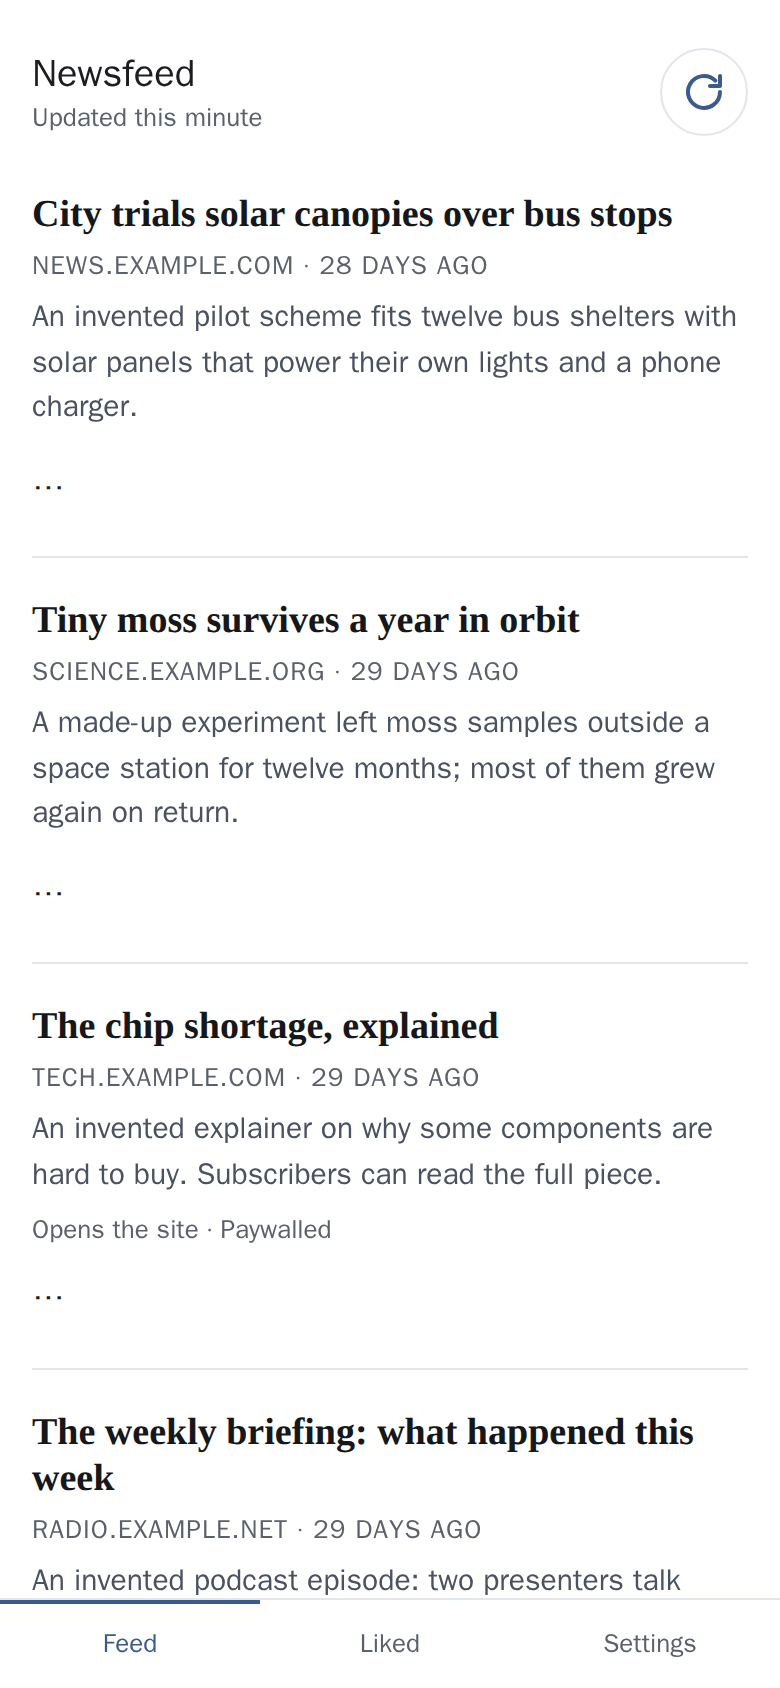 Newsfeed
Updated this minute
City trials solar canopies over bus stops
NEWS.EXAMPLE.COM · 28 DAYS AGO
An invented pilot scheme fits twelve bus shelters with
solar panels that power their own lights and a phone
charger.
...
Tiny moss survives a year in orbit
SCIENCE.EXAMPLE.ORG · 29 DAYS AGO
A made-up experiment left moss samples outside a
space station for twelve months; most of them grew
again on return.
...
The chip shortage, explained
TECH.EXAMPLE.COM · 29 DAYS AGO
An invented explainer on why some components are
hard to buy. Subscribers can read the full piece.
Opens the site · Paywalled
...
The weekly briefing: what happened this
week
RADIO.EXAMPLE.NET · 29 DAYS AGO
An invented podcast episode: two presenters talk
Feed
Liked
Settings